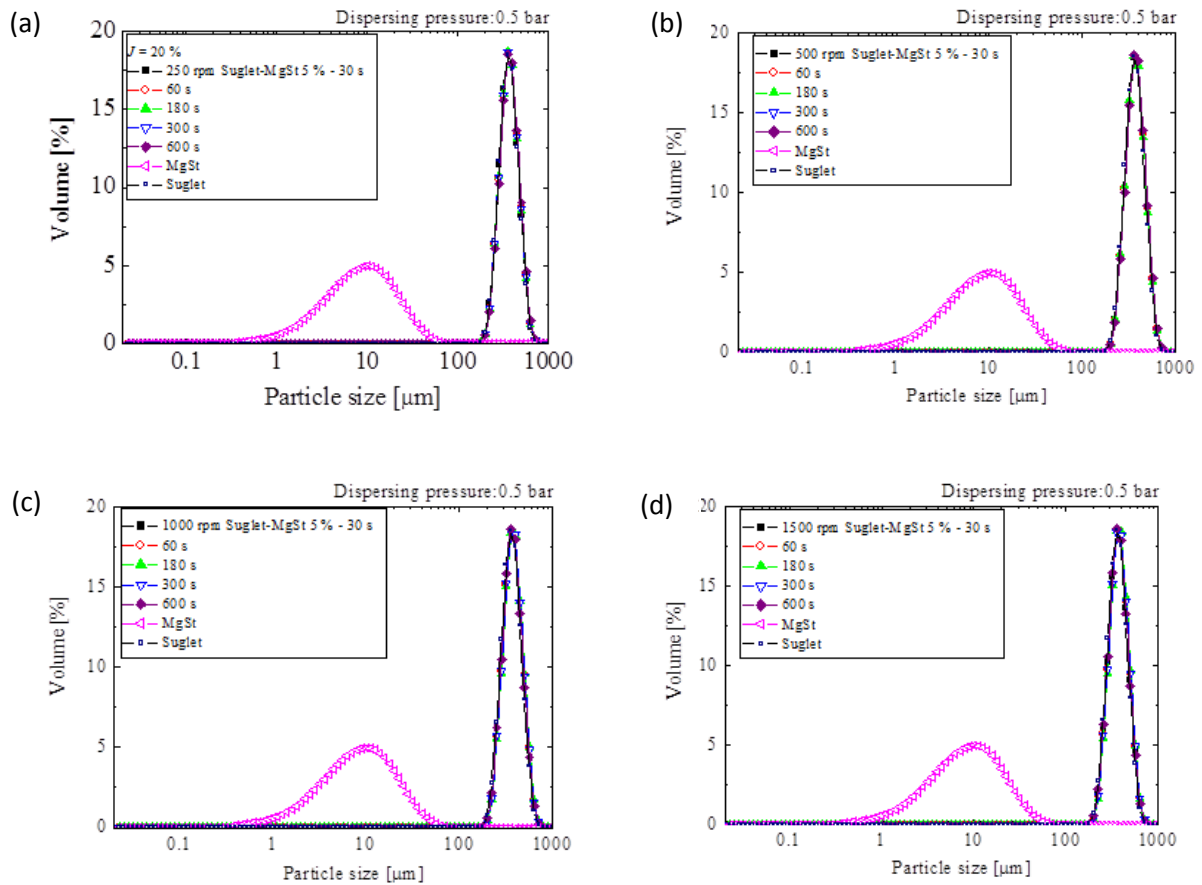 (a)
Dispersing pressure:0.5 bar
Volume [%]
20
15
10
5
0
J = 20 %
250 rpm Suglet-MgSt 5 % - 30 s
60 s
180 s
300 s
600 s
MgSt
Suglet
0.1 1 10 100 1000
Particle size [μm]
(b)
Dispersing pressure:0.5 bar
Volume [%]
20
15
10
5
0
500 rpm Suglet-MgSt 5 % - 30 s
60 s
180 s
300 s
600 s
MgSt
Suglet
0.1 1 10 100 1000
Particle size [μm]
(c)
Dispersing pressure:0.5 bar
Volume [%]
20
15
10
5
0
1000 rpm Suglet-MgSt 5 % - 30 s
60 s
180 s
300 s
600 s
MgSt
Suglet
0.1 1 10 100 1000
Particle size [μm]
(d)
Dispersing pressure:0.5 bar
Volume [%]
20
15
10
5
0
1500 rpm Suglet-MgSt 5 % - 30 s
60 s
180 s
300 s
600 s
MgSt
Suglet
0.1 1 10 100 1000
Particle size [μm]